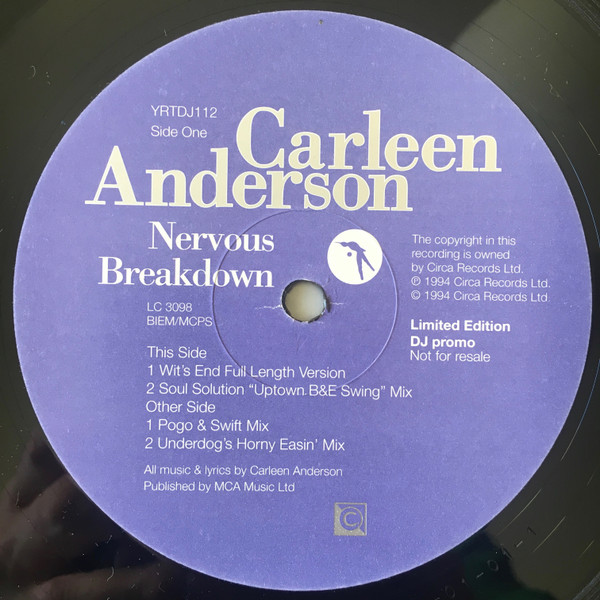 YRTDJ112
Side One
Carleen
Anderson
Nervous
Breakdown
LC 3098
BIEM/MCPS
The copyright in this
recording is owned
by Circa Records Ltd.
℗ 1994 Circa Records Ltd.
© 1994 Circa Records Ltd.
Limited Edition
DJ promo
Not for resale
This Side
1 Wit's End Full Length Version
2 Soul Solution "Uptown B&E Swing" Mix
Other Side
1 Pogo & Swift Mix
2 Underdog's Horny Easin' Mix
All music & lyrics by Carleen Anderson
Published by MCA Music Ltd
C